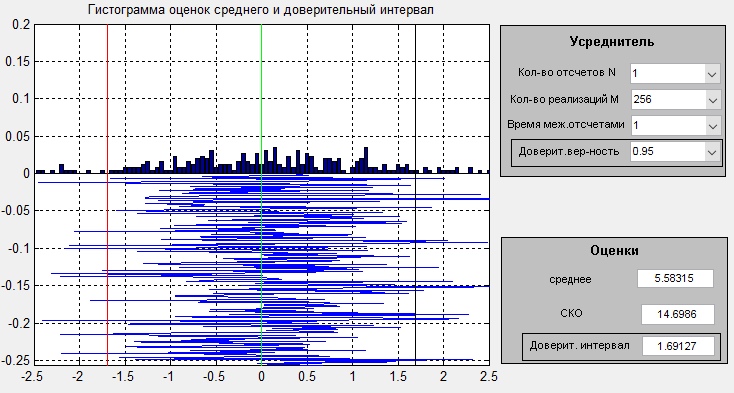 Гистограмма оценок среднего и доверительный интервал
0.2
0.15
0.1
0.05
0
-0.05
-0.1
-0.15
-0.2
-0.25
-2.5 -2 -1.5 -1 -0.5 0 0.5 1 1.5 2 2.5
Усреднитель
Кол-во отсчетов N 1
Кол-во реализаций M 256
Время меж.отсчетами 1
Доверит.вер-ность 0.95
Оценки
среднее 5.58315
СКО 14.6986
Доверит. интервал 1.69127